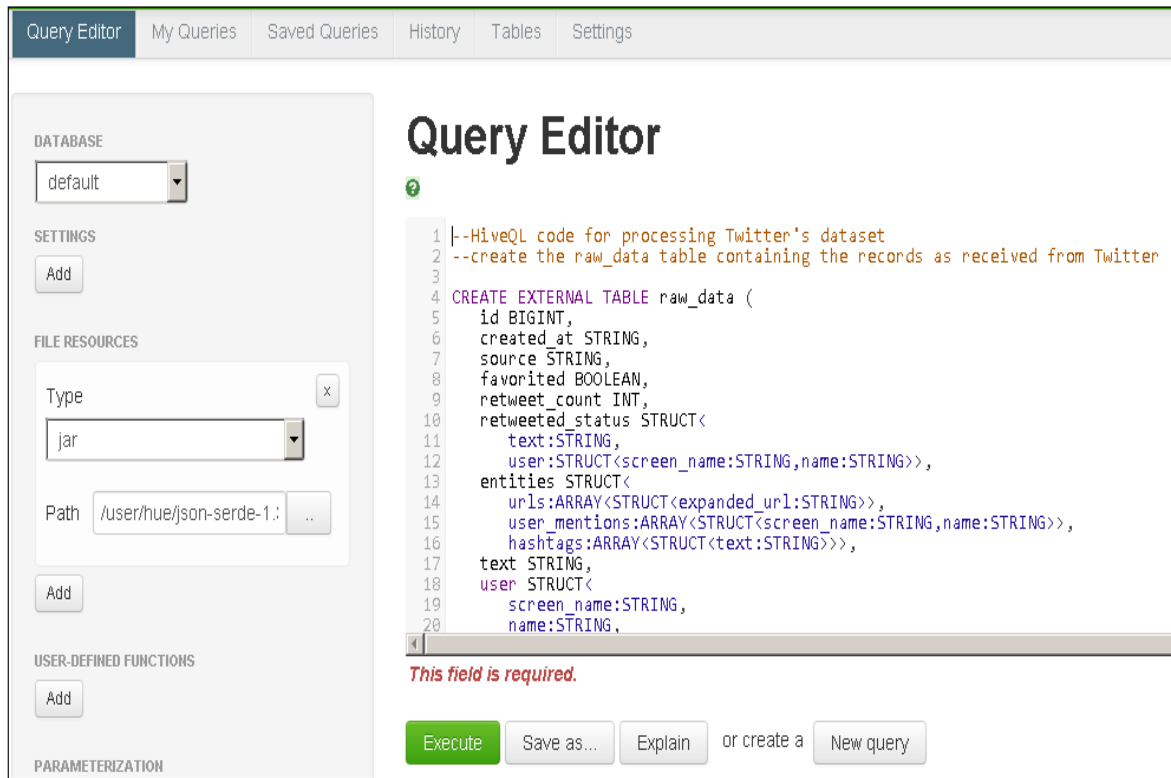 Query Editor My Queries Saved Queries History Tables Settings
DATABASE
default
SETTINGS
Add
FILE RESOURCES
Type x
jar
Path /user/hue/json-serde-1. ..
Add
USER-DEFINED FUNCTIONS
Add
PARAMETERIZATION
Query Editor
?
1 --HiveQL code for processing Twitter's dataset
2 --create the raw_data table containing the records as received from Twitter
3
4 CREATE EXTERNAL TABLE raw_data (
5 id BIGINT,
6 created_at STRING,
7 source STRING,
8 favorited BOOLEAN,
9 retweet_count INT,
10 retweeted_status STRUCT<
11 text:STRING,
12 user:STRUCT<screen_name:STRING,name:STRING>>,
13 entities STRUCT<
14 urls:ARRAY<STRUCT<expanded_url:STRING>>,
15 user_mentions:ARRAY<STRUCT<screen_name:STRING,name:STRING>>,
16 hashtags:ARRAY<STRUCT<text:STRING>>>,
17 text STRING,
18 user STRUCT<
19 screen_name:STRING,
20 name:STRING,
This field is required.
Execute Save as... Explain or create a New query